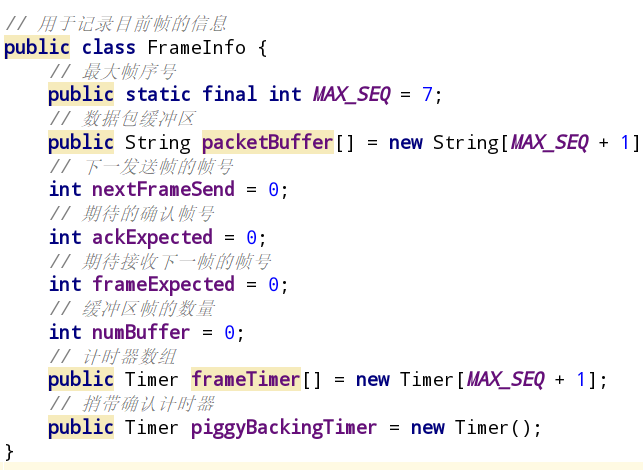 // 用于记录目前帧的信息
public class FrameInfo {
    // 最大帧序号
    public static final int MAX_SEQ = 7;
    // 数据包缓冲区
    public String packetBuffer[] = new String[MAX_SEQ + 1]
    // 下一发送帧的帧号
    int nextFrameSend = 0;
    // 期待的确认帧号
    int ackExpected = 0;
    // 期待接收下一帧的帧号
    int frameExpected = 0;
    // 缓冲区帧的数量
    int numBuffer = 0;
    // 计时器数组
    public Timer frameTimer[] = new Timer[MAX_SEQ + 1];
    // 捎带确认计时器
    public Timer piggyBackingTimer = new Timer();
}